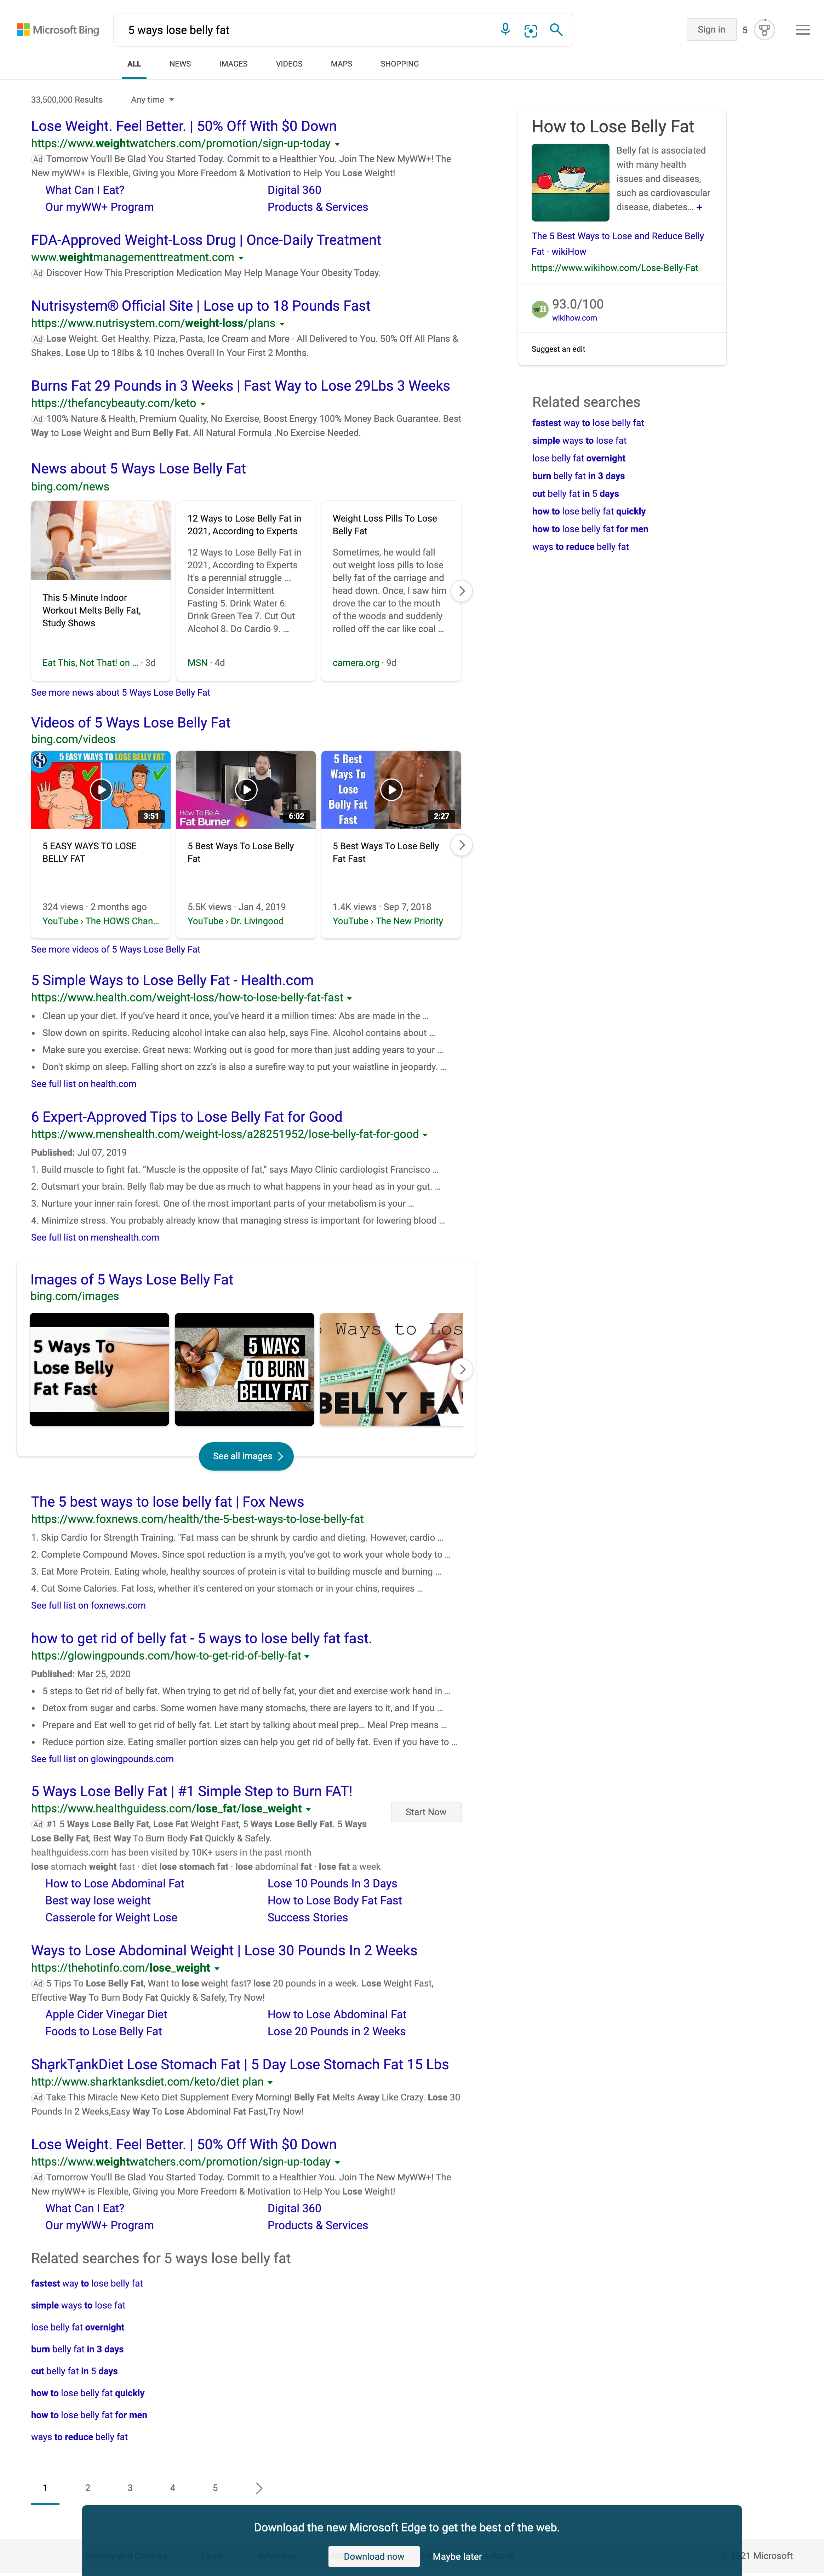 Microsoft Bing
5 ways lose belly fat
Sign in
5
ALL NEWS IMAGES VIDEOS MAPS SHOPPING
33,500,000 Results Any time
Lose Weight. Feel Better. | 50% Off With $0 Down
https://www.weightwatchers.com/promotion/sign-up-today
Ad Tomorrow You'll Be Glad You Started Today. Commit to a Healthier You. Join The New MyWW+! The
New myWW+ is Flexible, Giving you More Freedom & Motivation to Help You Lose Weight!
What Can I Eat? Digital 360
Our myWW+ Program Products & Services
FDA-Approved Weight-Loss Drug | Once-Daily Treatment
www.weightmanagementtreatment.com
Ad Discover How This Prescription Medication May Help Manage Your Obesity Today.
Nutrisystem® Official Site | Lose up to 18 Pounds Fast
https://www.nutrisystem.com/weight-loss/plans
Ad Lose Weight. Get Healthy. Pizza, Pasta, Ice Cream and More - All Delivered to You. 50% Off All Plans &
Shakes. Lose Up to 18lbs & 10 Inches Overall In Your First 2 Months.
Burns Fat 29 Pounds in 3 Weeks | Fast Way to Lose 29Lbs 3 Weeks
https://thefancybeauty.com/keto
Ad 100% Nature & Health, Premium Quality, No Exercise, Boost Energy 100% Money Back Guarantee. Best
Way to Lose Weight and Burn Belly Fat. All Natural Formula .No Exercise Needed.
News about 5 Ways Lose Belly Fat
bing.com/news
This 5-Minute Indoor
Workout Melts Belly Fat,
Study Shows
Eat This, Not That! on ... · 3d
12 Ways to Lose Belly Fat in
2021, According to Experts
12 Ways to Lose Belly Fat in
2021, According to Experts
It's a perennial struggle ...
Consider Intermittent
Fasting 5. Drink Water 6.
Drink Green Tea 7. Cut Out
Alcohol 8. Do Cardio 9. ...
MSN · 4d
Weight Loss Pills To Lose
Belly Fat
Sometimes, he would fall
out weight loss pills to lose
belly fat of the carriage and
head down. Once, I saw him
drove the car to the mouth
of the woods and suddenly
rolled off the car like coal ...
camera.org · 9d
See more news about 5 Ways Lose Belly Fat
Videos of 5 Ways Lose Belly Fat
bing.com/videos
5 EASY WAYS TO LOSE BELLY FAT
3:51
5 EASY WAYS TO LOSE
BELLY FAT
324 views · 2 months ago
YouTube › The HOWS Chan...
How To Be A
Fat Burner
6:02
5 Best Ways To Lose Belly
Fat
5.5K views · Jan 4, 2019
YouTube › Dr. Livingood
5 Best
Ways To
Lose
Belly Fat
Fast
2:27
5 Best Ways To Lose Belly
Fat Fast
1.4K views · Sep 7, 2018
YouTube › The New Priority
See more videos of 5 Ways Lose Belly Fat
5 Simple Ways to Lose Belly Fat - Health.com
https://www.health.com/weight-loss/how-to-lose-belly-fat-fast
• Clean up your diet. If you've heard it once, you've heard it a million times: Abs are made in the ...
• Slow down on spirits. Reducing alcohol intake can also help, says Fine. Alcohol contains about ...
• Make sure you exercise. Great news: Working out is good for more than just adding years to your ...
• Don't skimp on sleep. Falling short on zzz's is also a surefire way to put your waistline in jeopardy. ...
See full list on health.com
6 Expert-Approved Tips to Lose Belly Fat for Good
https://www.menshealth.com/weight-loss/a28251952/lose-belly-fat-for-good
Published: Jul 07, 2019
1. Build muscle to fight fat. “Muscle is the opposite of fat,” says Mayo Clinic cardiologist Francisco ...
2. Outsmart your brain. Belly flab may be due as much to what happens in your head as in your gut. ...
3. Nurture your inner rain forest. One of the most important parts of your metabolism is your ...
4. Minimize stress. You probably already know that managing stress is important for lowering blood ...
See full list on menshealth.com
Images of 5 Ways Lose Belly Fat
bing.com/images
5 Ways To
Lose Belly
Fat Fast
5 WAYS
TO BURN
BELLY FAT
Ways to Los
BELLY FA
See all images
The 5 best ways to lose belly fat | Fox News
https://www.foxnews.com/health/the-5-best-ways-to-lose-belly-fat
1. Skip Cardio for Strength Training. "Fat mass can be shrunk by cardio and dieting. However, cardio ...
2. Complete Compound Moves. Since spot reduction is a myth, you've got to work your whole body to ...
3. Eat More Protein. Eating whole, healthy sources of protein is vital to building muscle and burning ...
4. Cut Some Calories. Fat loss, whether it's centered on your stomach or in your chins, requires ...
See full list on foxnews.com
how to get rid of belly fat - 5 ways to lose belly fat fast.
https://glowingpounds.com/how-to-get-rid-of-belly-fat
Published: Mar 25, 2020
• 5 steps to Get rid of belly fat. When trying to get rid of belly fat, your diet and exercise work hand in ...
• Detox from sugar and carbs. Some women have many stomachs, there are layers to it, and If you ...
• Prepare and Eat well to get rid of belly fat. Let start by talking about meal prep... Meal Prep means ...
• Reduce portion size. Eating smaller portion sizes can help you get rid of belly fat. Even if you have to ...
See full list on glowingpounds.com
5 Ways Lose Belly Fat | #1 Simple Step to Burn FAT!
https://www.healthguidess.com/lose_fat/lose_weight
Start Now
Ad #1 5 Ways Lose Belly Fat, Lose Fat Weight Fast, 5 Ways Lose Belly Fat. 5 Ways
Lose Belly Fat, Best Way To Burn Body Fat Quickly & Safely.
healthguidess.com has been visited by 10K+ users in the past month
lose stomach weight fast · diet lose stomach fat · lose abdominal fat · lose fat a week
How to Lose Abdominal Fat Lose 10 Pounds In 3 Days
Best way lose weight How to Lose Body Fat Fast
Casserole for Weight Lose Success Stories
Ways to Lose Abdominal Weight | Lose 30 Pounds In 2 Weeks
https://thehotinfo.com/lose_weight
Ad 5 Tips To Lose Belly Fat, Want to lose weight fast? lose 20 pounds in a week. Lose Weight Fast,
Effective Way To Burn Body Fat Quickly & Safely, Try Now!
Apple Cider Vinegar Diet How to Lose Abdominal Fat
Foods to Lose Belly Fat Lose 20 Pounds in 2 Weeks
ShąrkTąnkDiet Lose Stomach Fat | 5 Day Lose Stomach Fat 15 Lbs
http://www.sharktanksdiet.com/keto/diet plan
Ad Take This Miracle New Keto Diet Supplement Every Morning! Belly Fat Melts Away Like Crazy. Lose 30
Pounds In 2 Weeks,Easy Way To Lose Abdominal Fat Fast,Try Now!
Lose Weight. Feel Better. | 50% Off With $0 Down
https://www.weightwatchers.com/promotion/sign-up-today
Ad Tomorrow You'll Be Glad You Started Today. Commit to a Healthier You. Join The New MyWW+! The
New myWW+ is Flexible, Giving you More Freedom & Motivation to Help You Lose Weight!
What Can I Eat? Digital 360
Our myWW+ Program Products & Services
Related searches for 5 ways lose belly fat
fastest way to lose belly fat
simple ways to lose fat
lose belly fat overnight
burn belly fat in 3 days
cut belly fat in 5 days
how to lose belly fat quickly
how to lose belly fat for men
ways to reduce belly fat
1 2 3 4 5
How to Lose Belly Fat
Belly fat is associated
with many health
issues and diseases,
such as cardiovascular
disease, diabetes... +
The 5 Best Ways to Lose and Reduce Belly
Fat - wikiHow
https://www.wikihow.com/Lose-Belly-Fat
wH 93.0/100
wikihow.com
Suggest an edit
Related searches
fastest way to lose belly fat
simple ways to lose fat
lose belly fat overnight
burn belly fat in 3 days
cut belly fat in 5 days
how to lose belly fat quickly
how to lose belly fat for men
ways to reduce belly fat
Download the new Microsoft Edge to get the best of the web.
Download now Maybe later
21 Microsoft